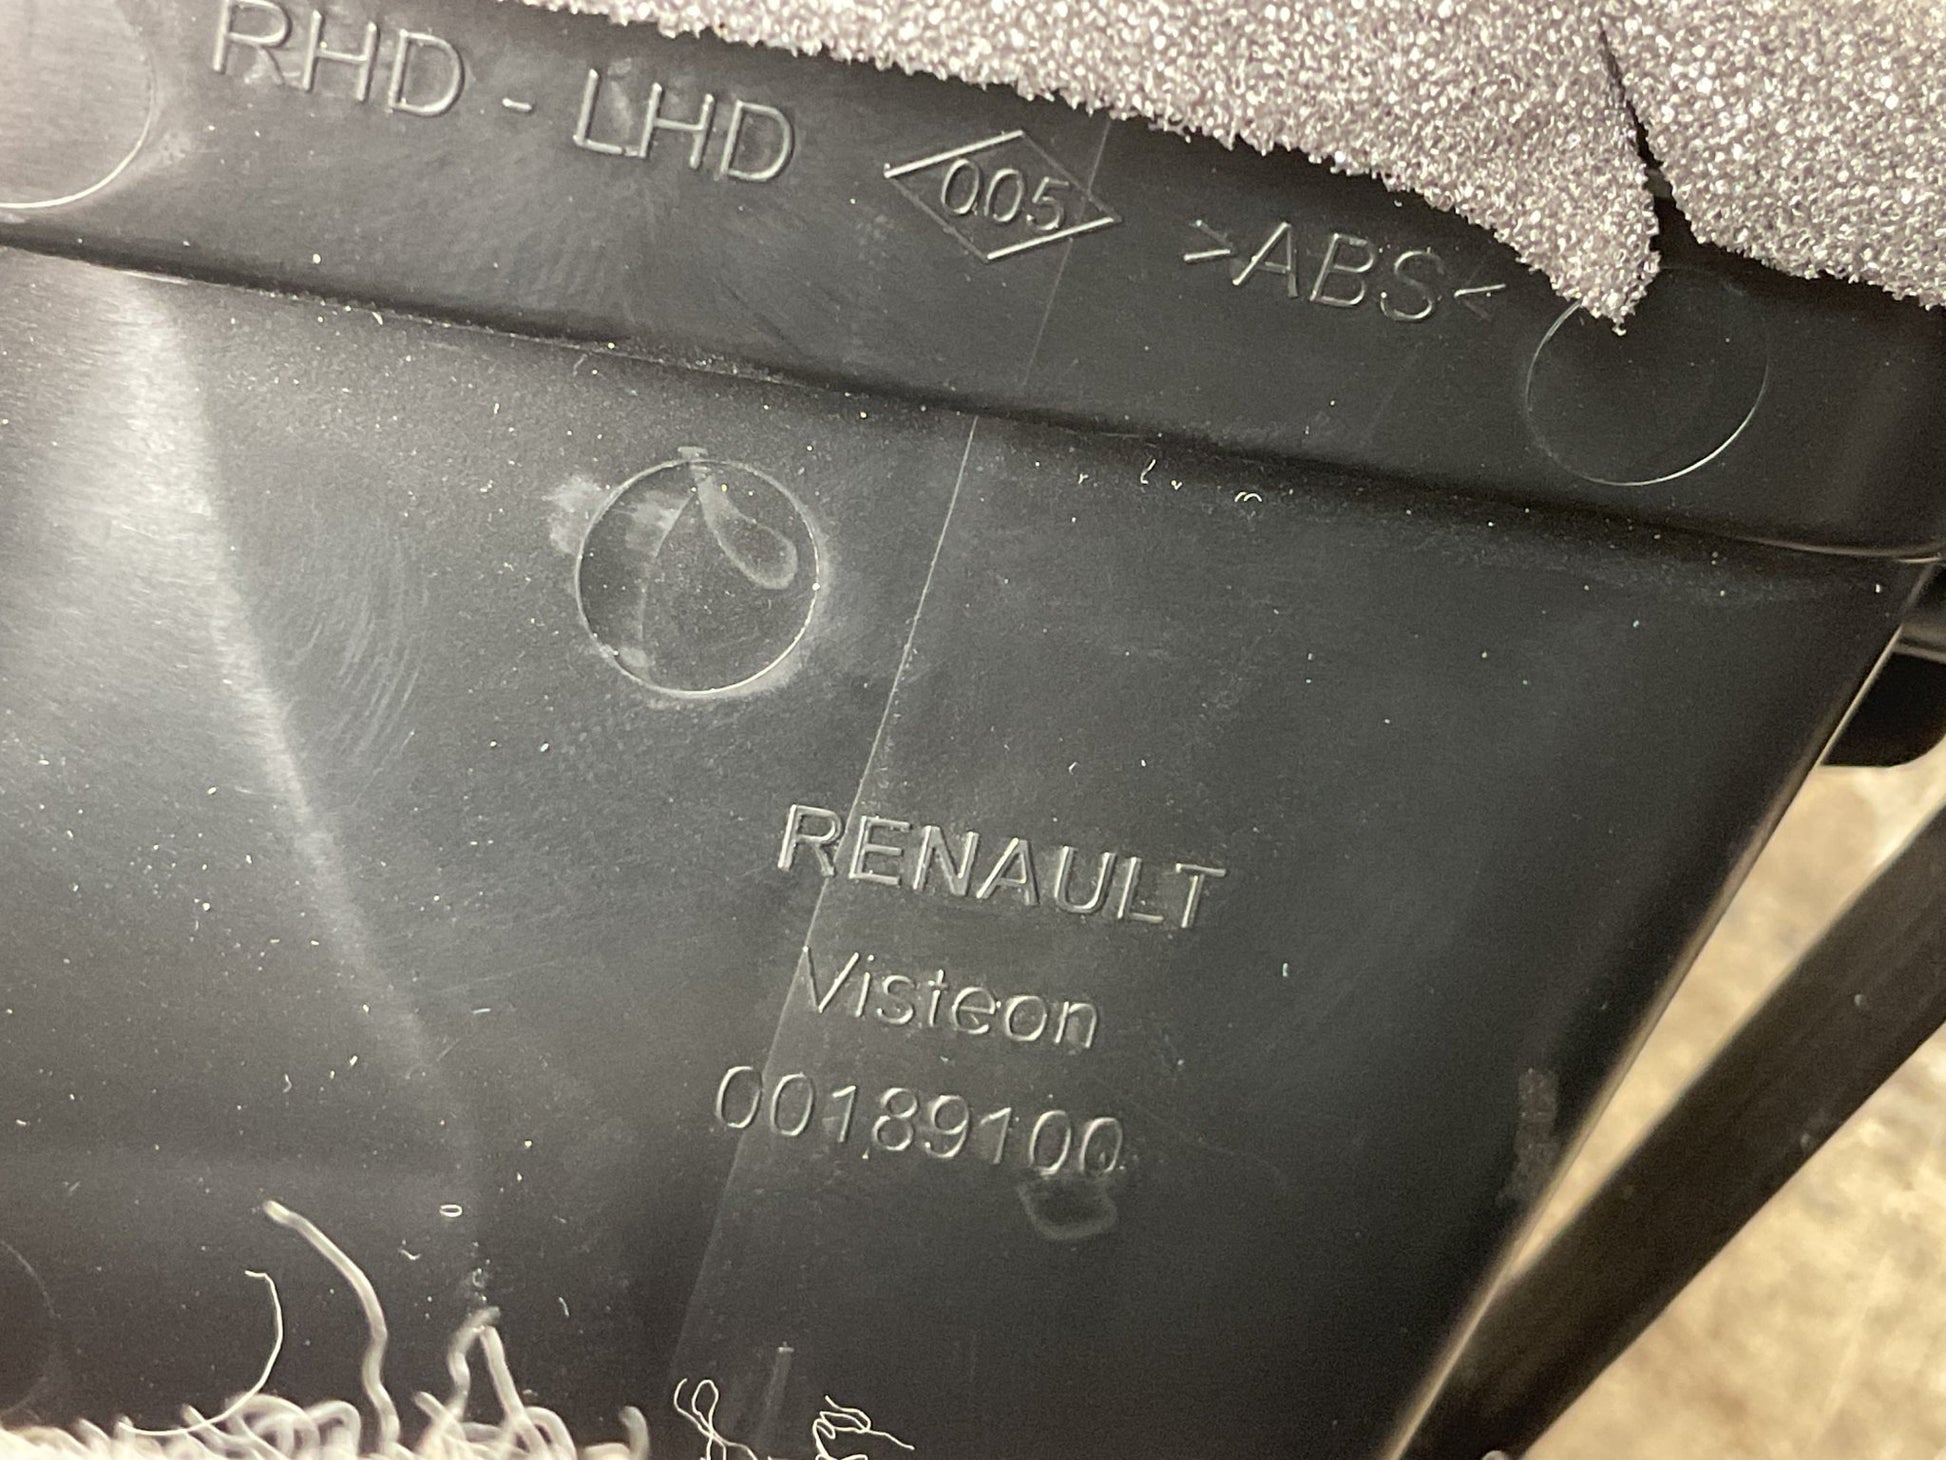 RHD - LHD 005 >ABS<
RENAULT
Visteon
00189100